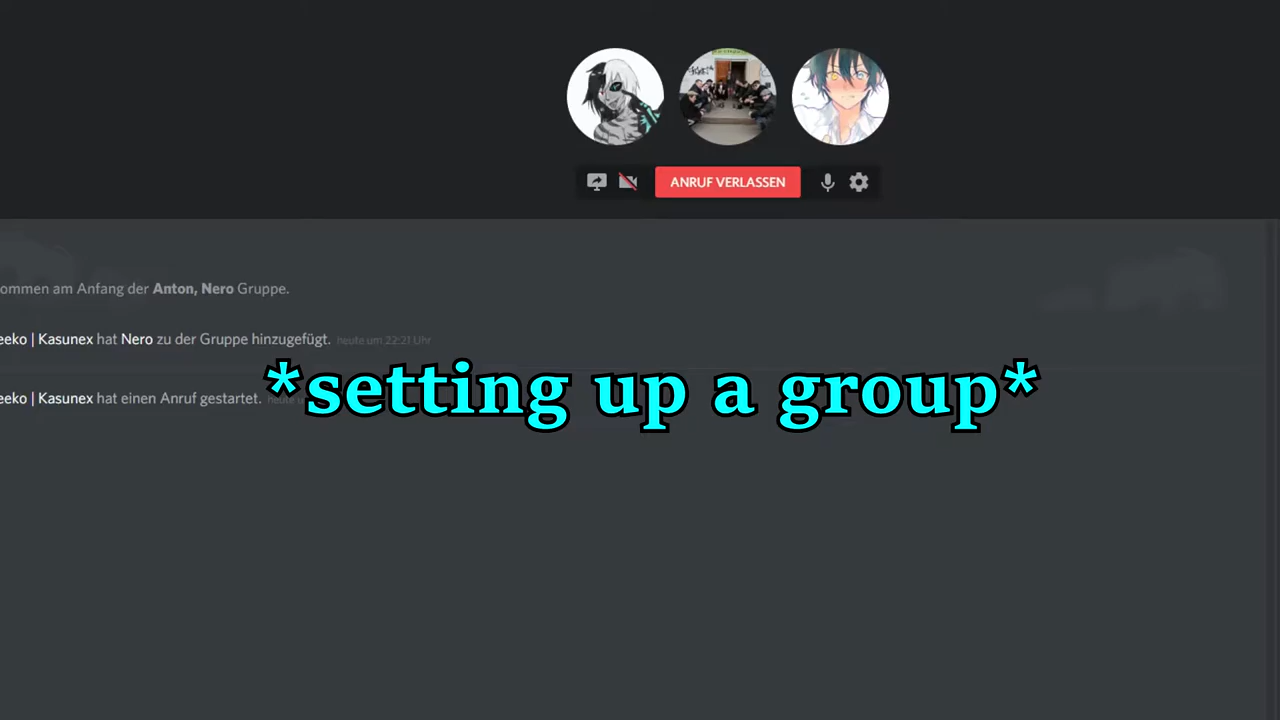 ANRUF VERLASSEN
ommen am Anfang der Anton, Nero Gruppe.
eeko | Kasunex hat Nero zu der Gruppe hinzugefügt. heute um 22:21 Uhr
*setting up a group*
eeko | Kasunex hat einen Anruf gestartet. heute